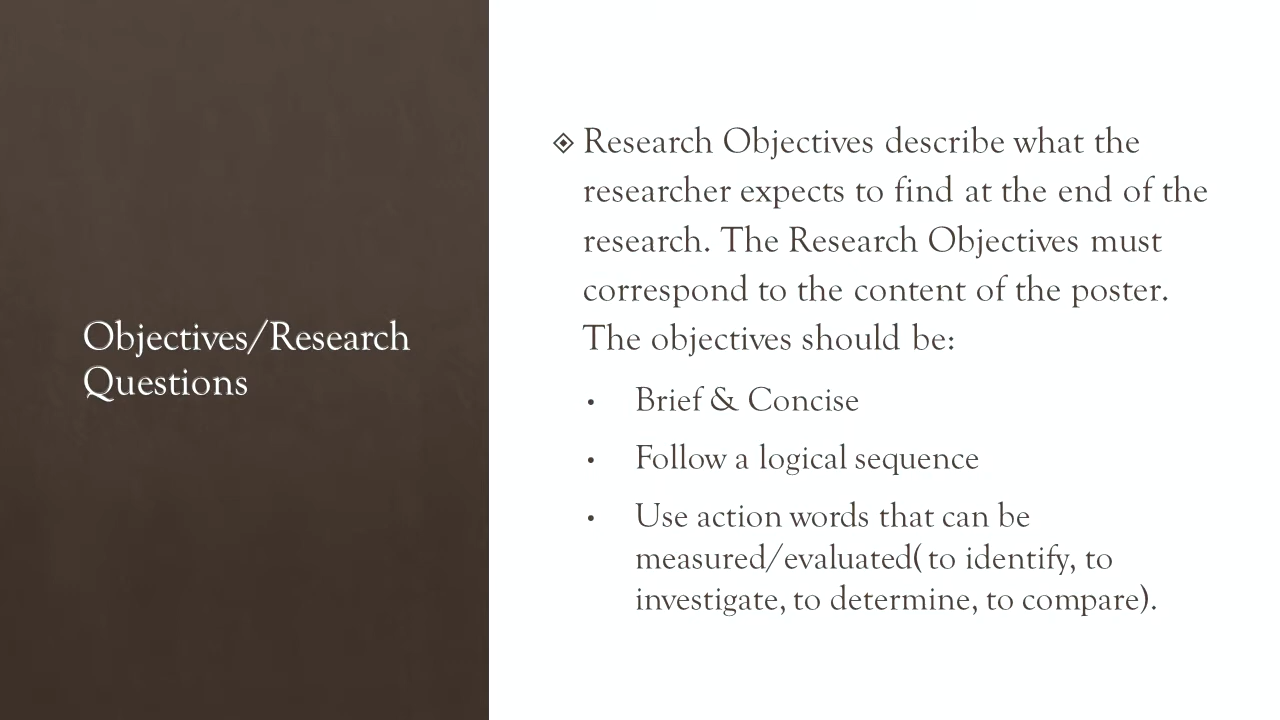 Objectives/Research
Questions
Research Objectives describe what the
researcher expects to find at the end of the
research. The Research Objectives must
correspond to the content of the poster.
The objectives should be:
• Brief & Concise
• Follow a logical sequence
• Use action words that can be
measured/evaluated( to identify, to
investigate, to determine, to compare).